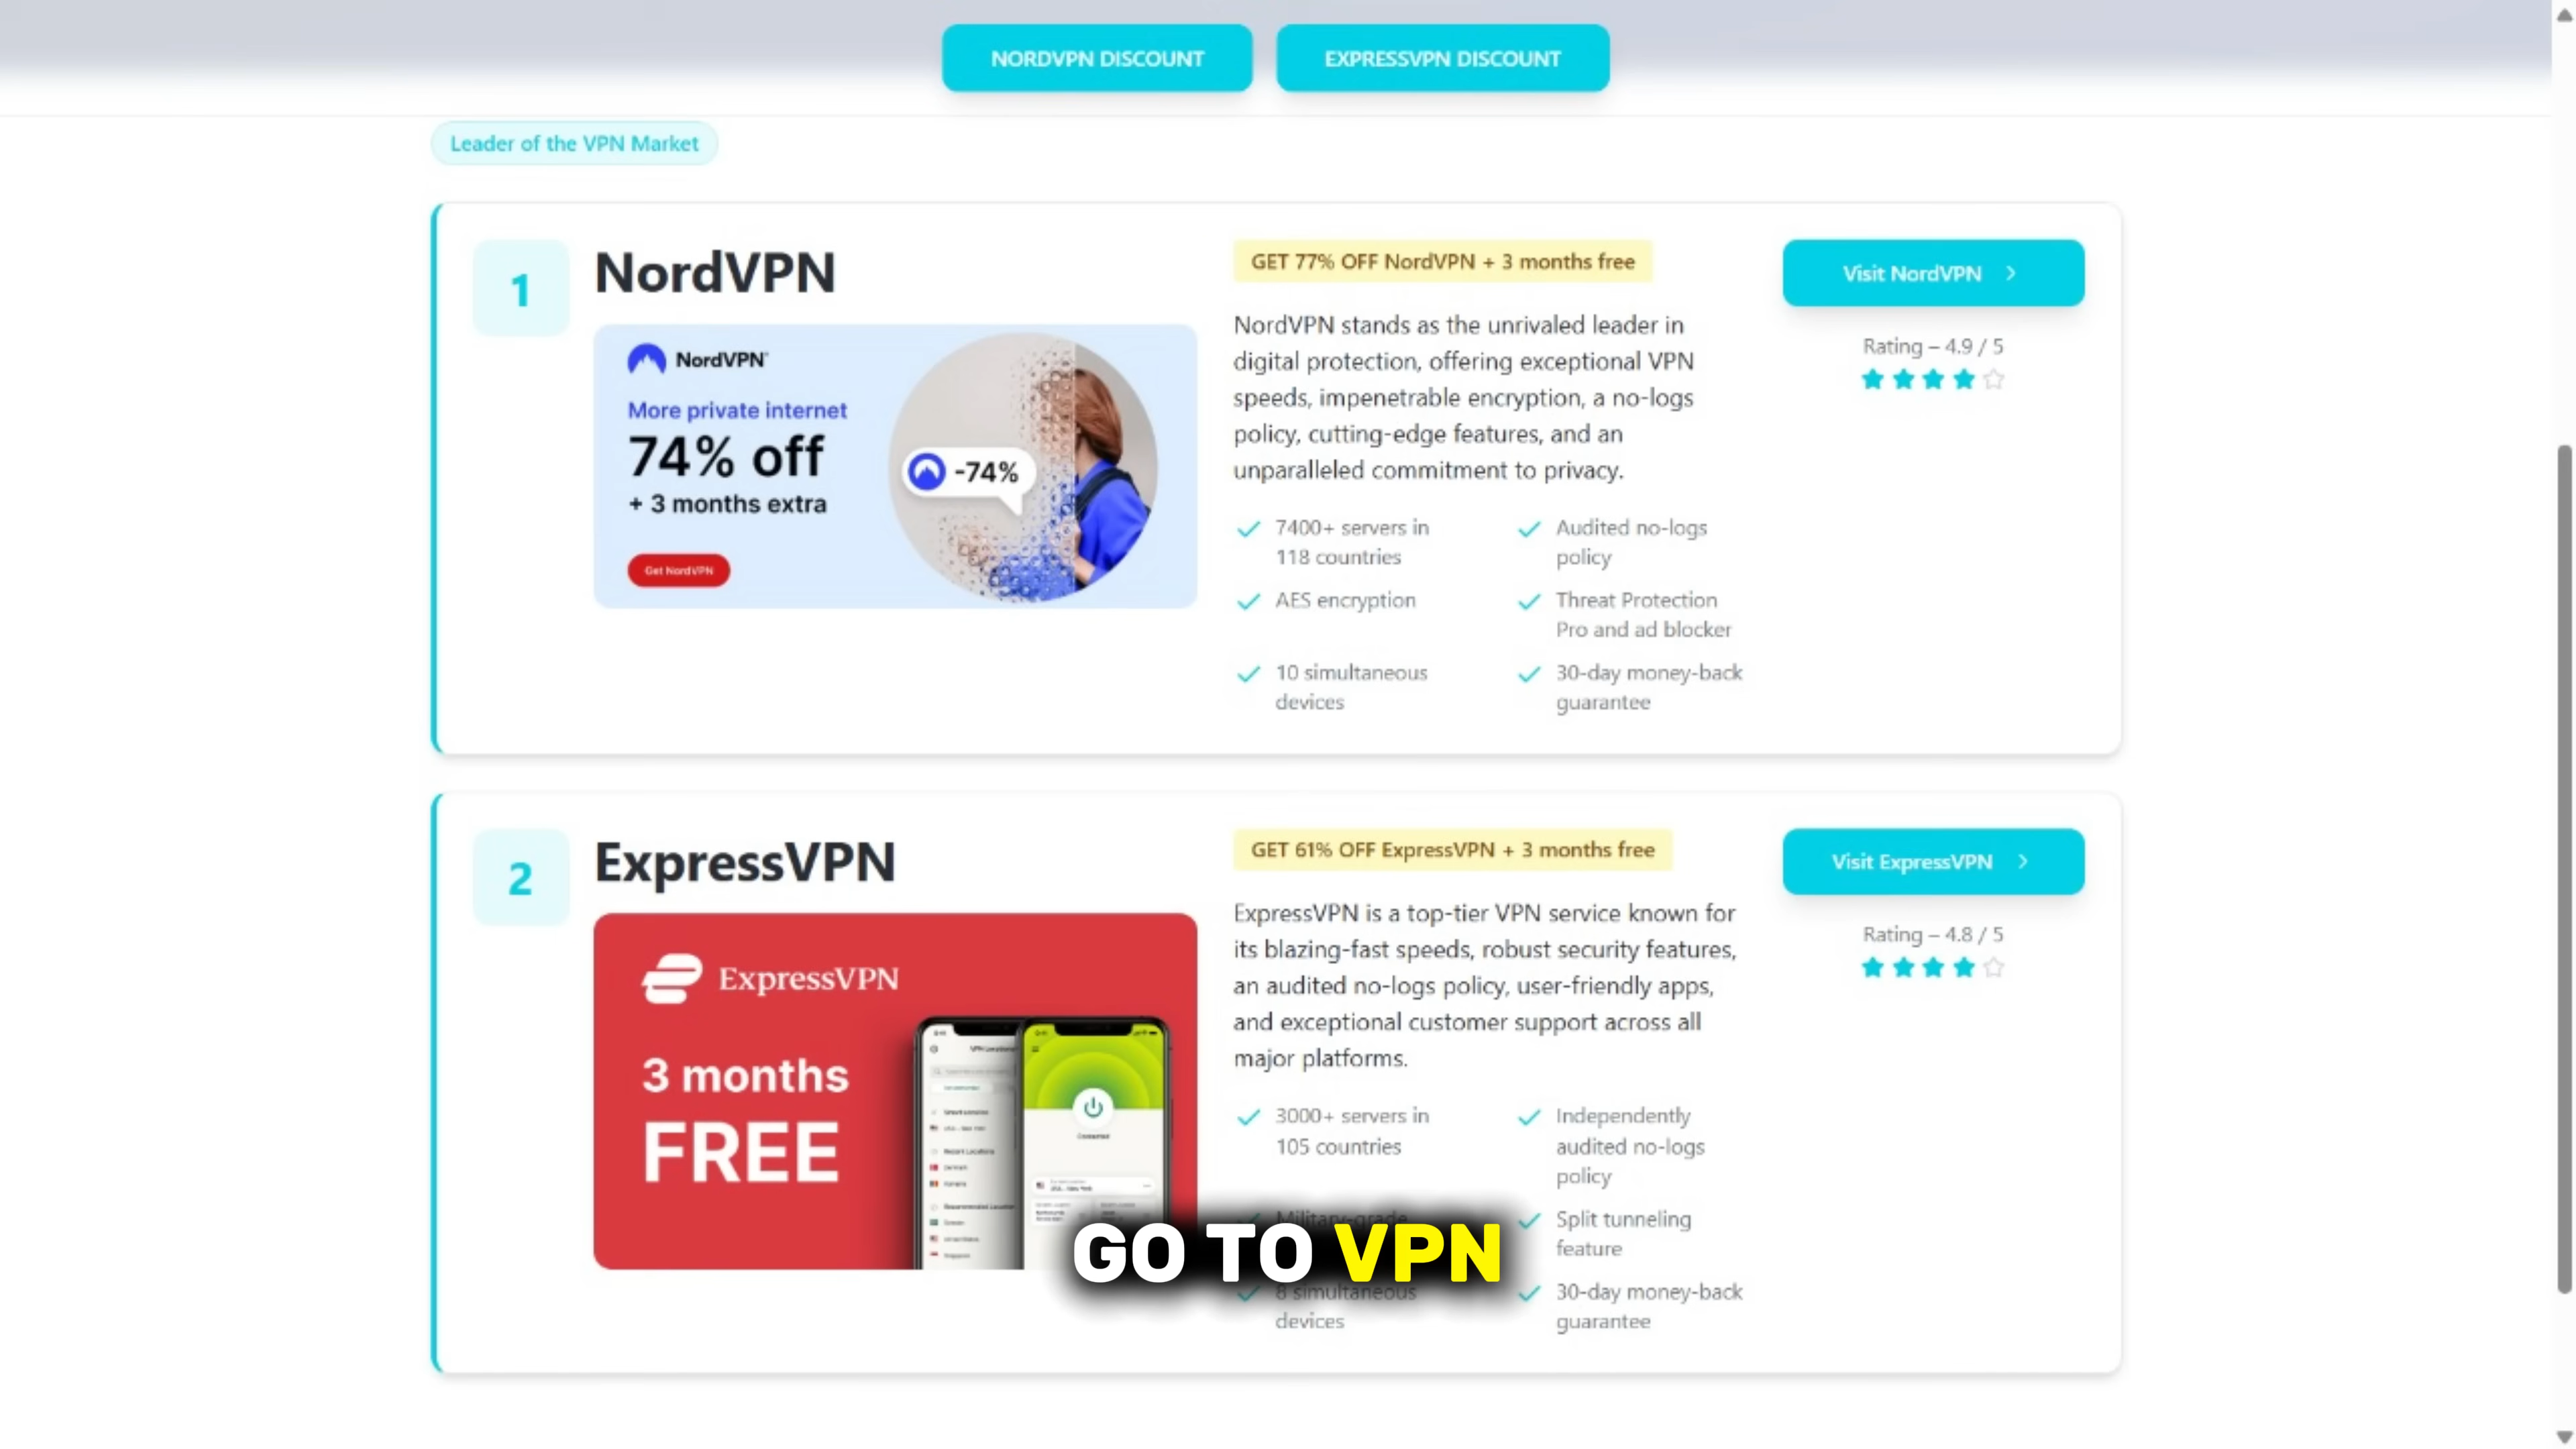 NORDVPN DISCOUNT
EXPRESSVPN DISCOUNT
Leader of the VPN Market
1
NordVPN
NordVPN
More private internet
74% off
+ 3 months extra
Get NordVPN
-74%
GET 77% OFF NordVPN + 3 months free
NordVPN stands as the unrivaled leader in
digital protection, offering exceptional VPN
speeds, impenetrable encryption, a no-logs
policy, cutting-edge features, and an
unparalleled commitment to privacy.
7400+ servers in
118 countries
Audited no-logs
policy
AES encryption
Threat Protection
Pro and ad blocker
10 simultaneous
devices
30-day money-back
guarantee
Visit NordVPN
Rating – 4.9 / 5
2
ExpressVPN
ExpressVPN
3 months
FREE
VPN Locations
Connected
GET 61% OFF ExpressVPN + 3 months free
ExpressVPN is a top-tier VPN service known for
its blazing-fast speeds, robust security features,
an audited no-logs policy, user-friendly apps,
and exceptional customer support across all
major platforms.
3000+ servers in
105 countries
Independently
audited no-logs
policy
Military-grade
Split tunneling
feature
8 simultaneous
devices
30-day money-back
guarantee
Visit ExpressVPN
Rating – 4.8 / 5
GO TO VPN